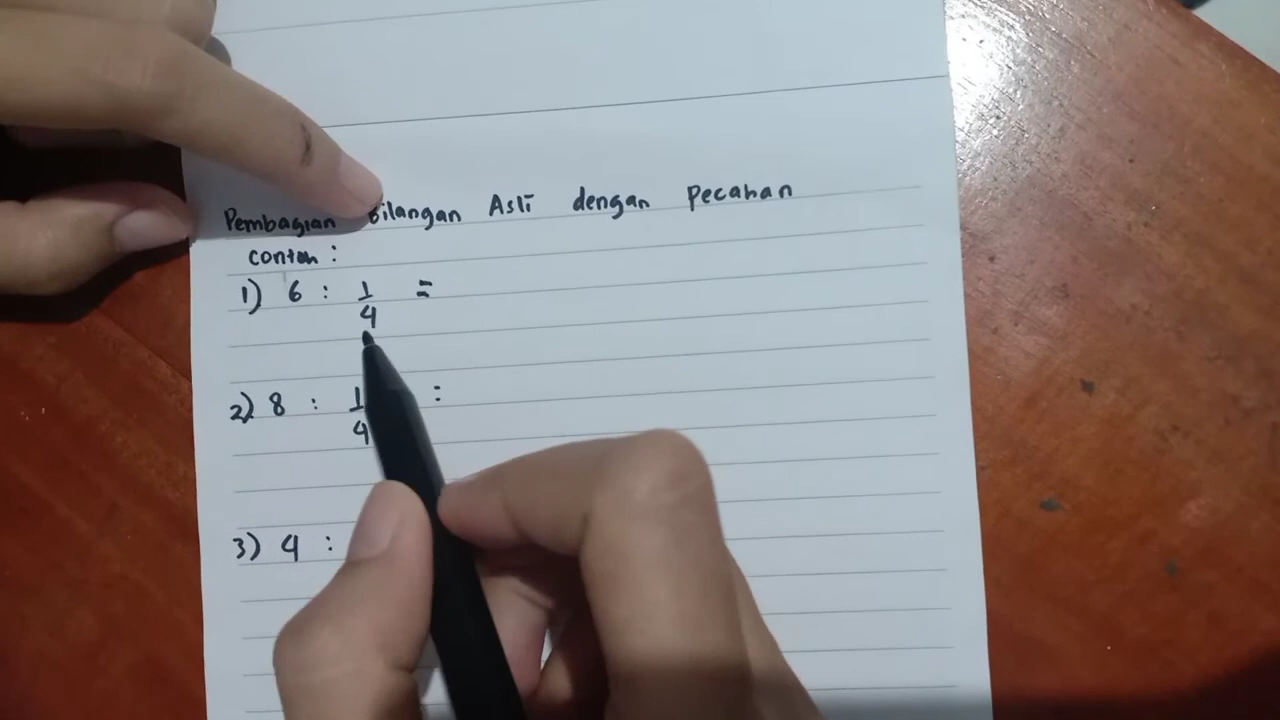 Pembagian Bilangan Asli dengan Pecahan
Contoh :
1) 6 : 1/4 =
2) 8 : 1/4 =
3) 4 :